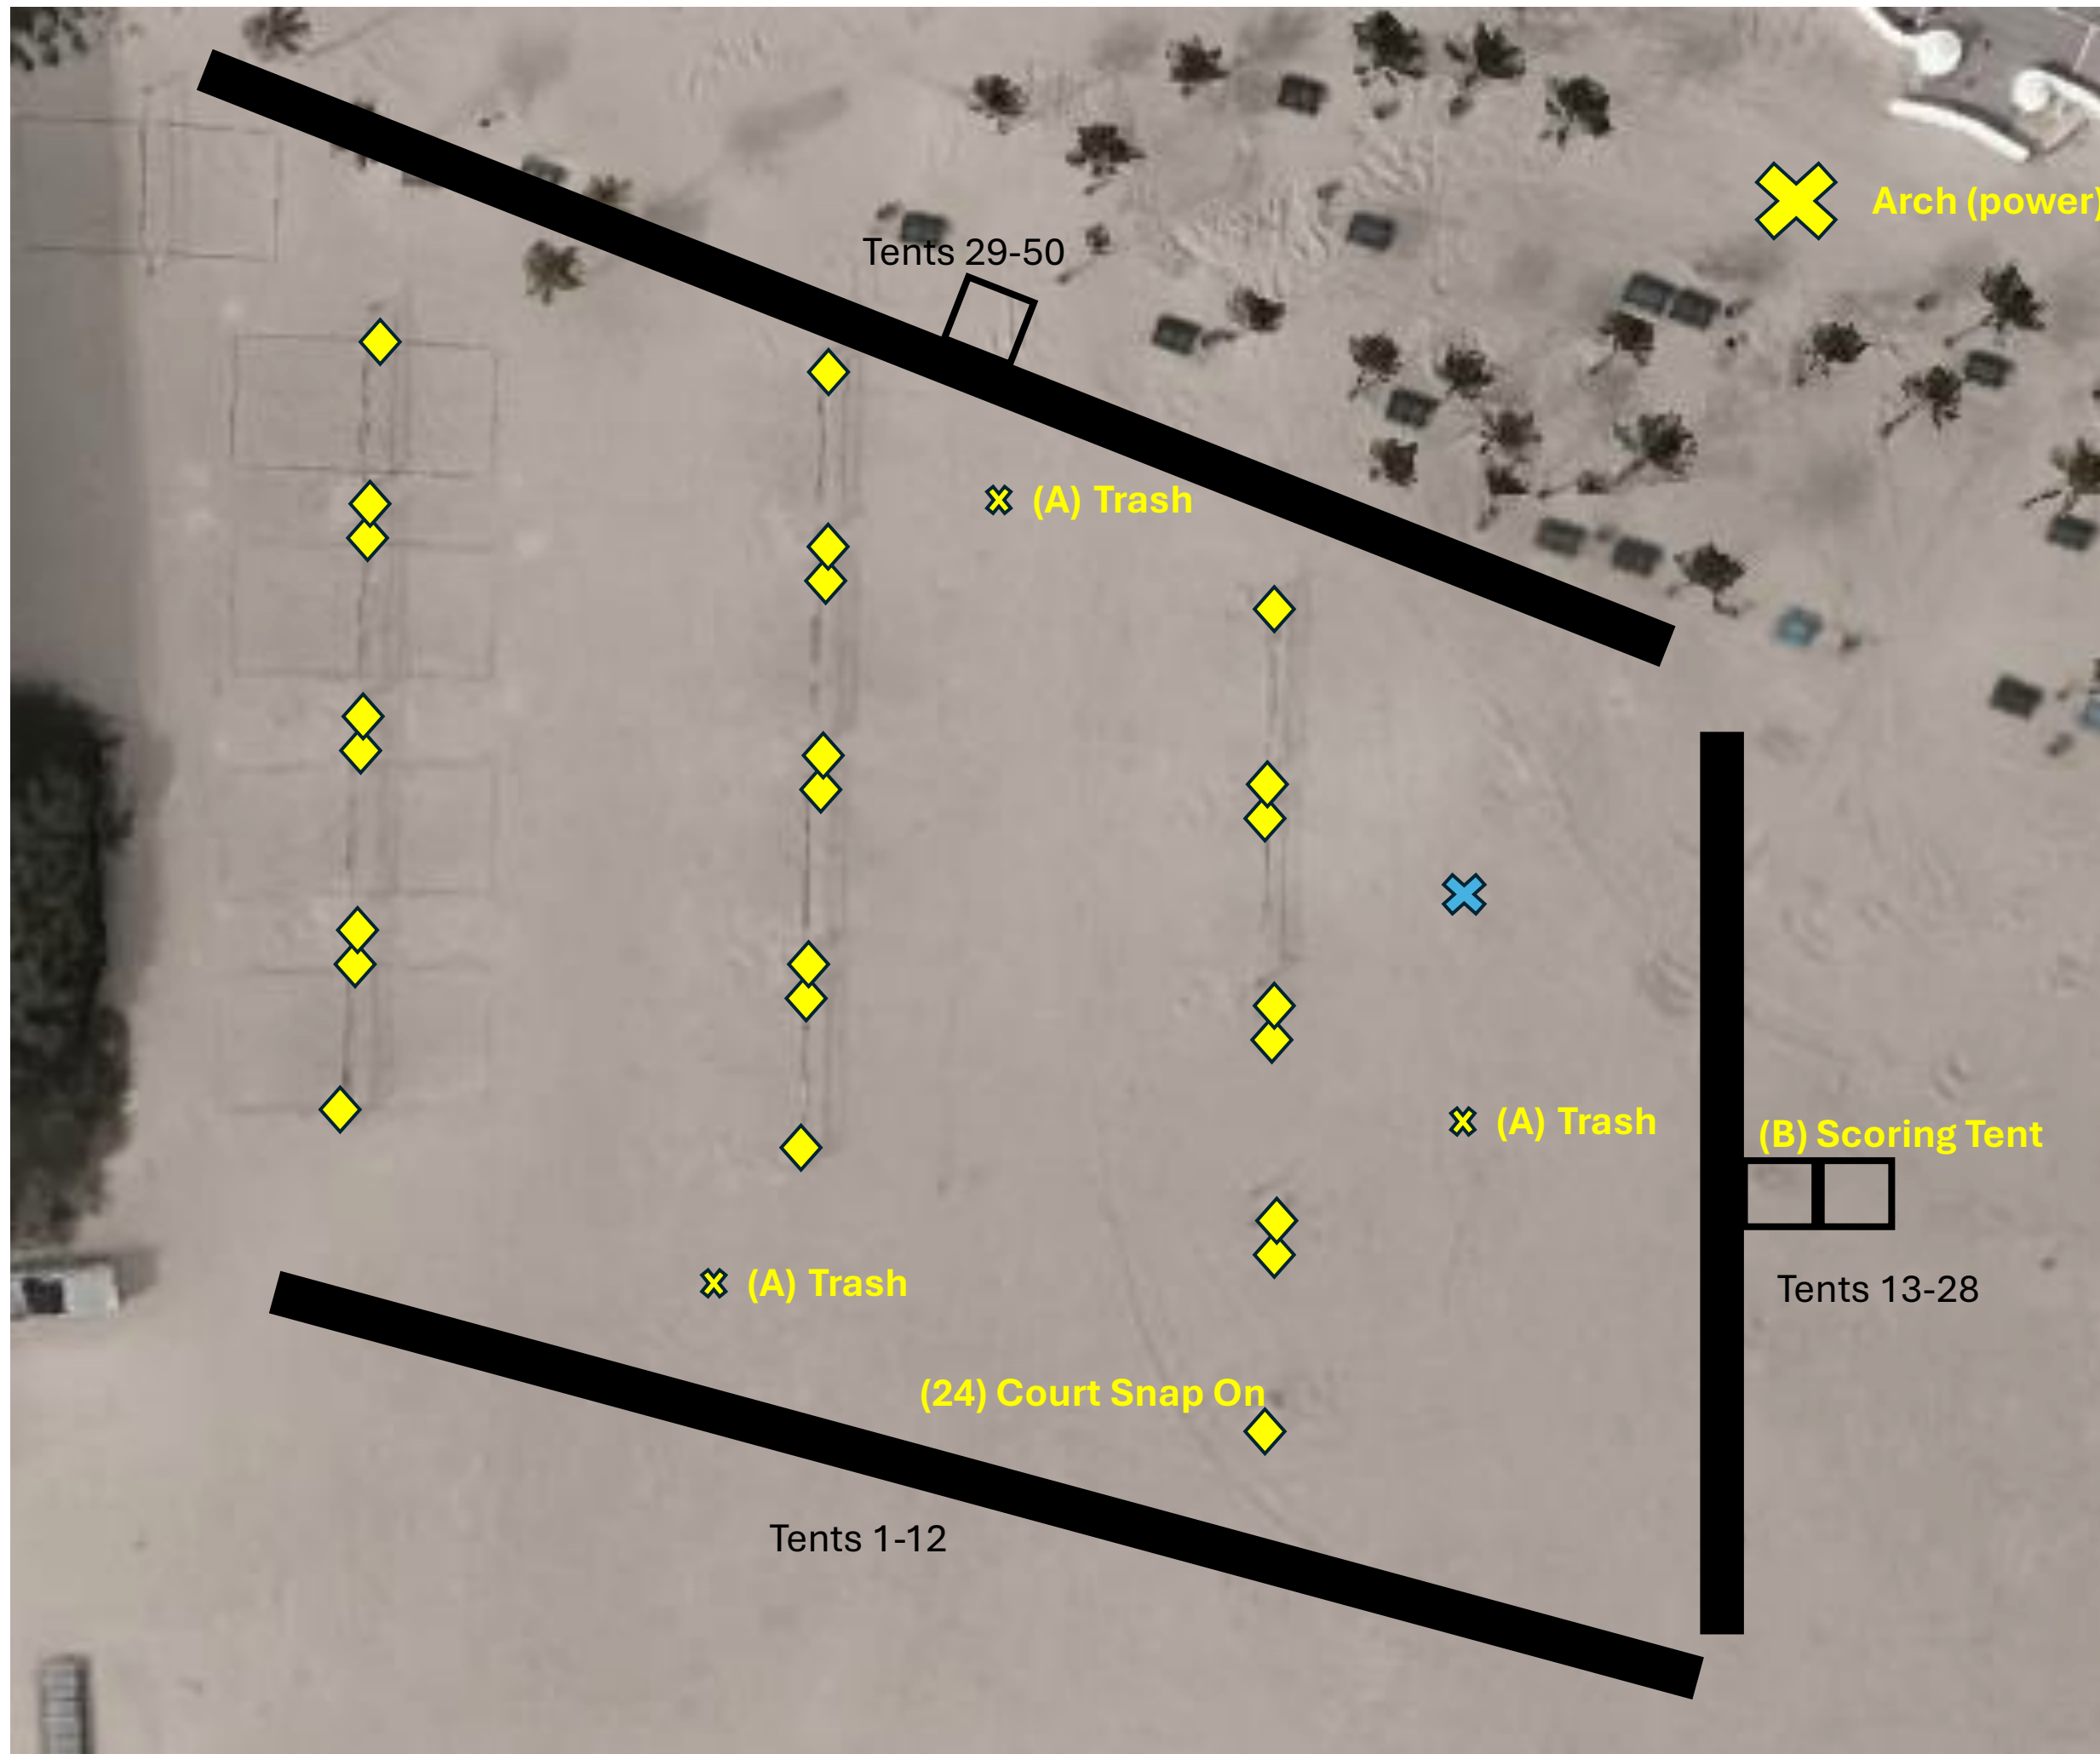 Arch (power)
Tents 29-50
(A) Trash
(A) Trash
(B) Scoring Tent
(A) Trash
Tents 13-28
(24) Court Snap On
Tents 1-12